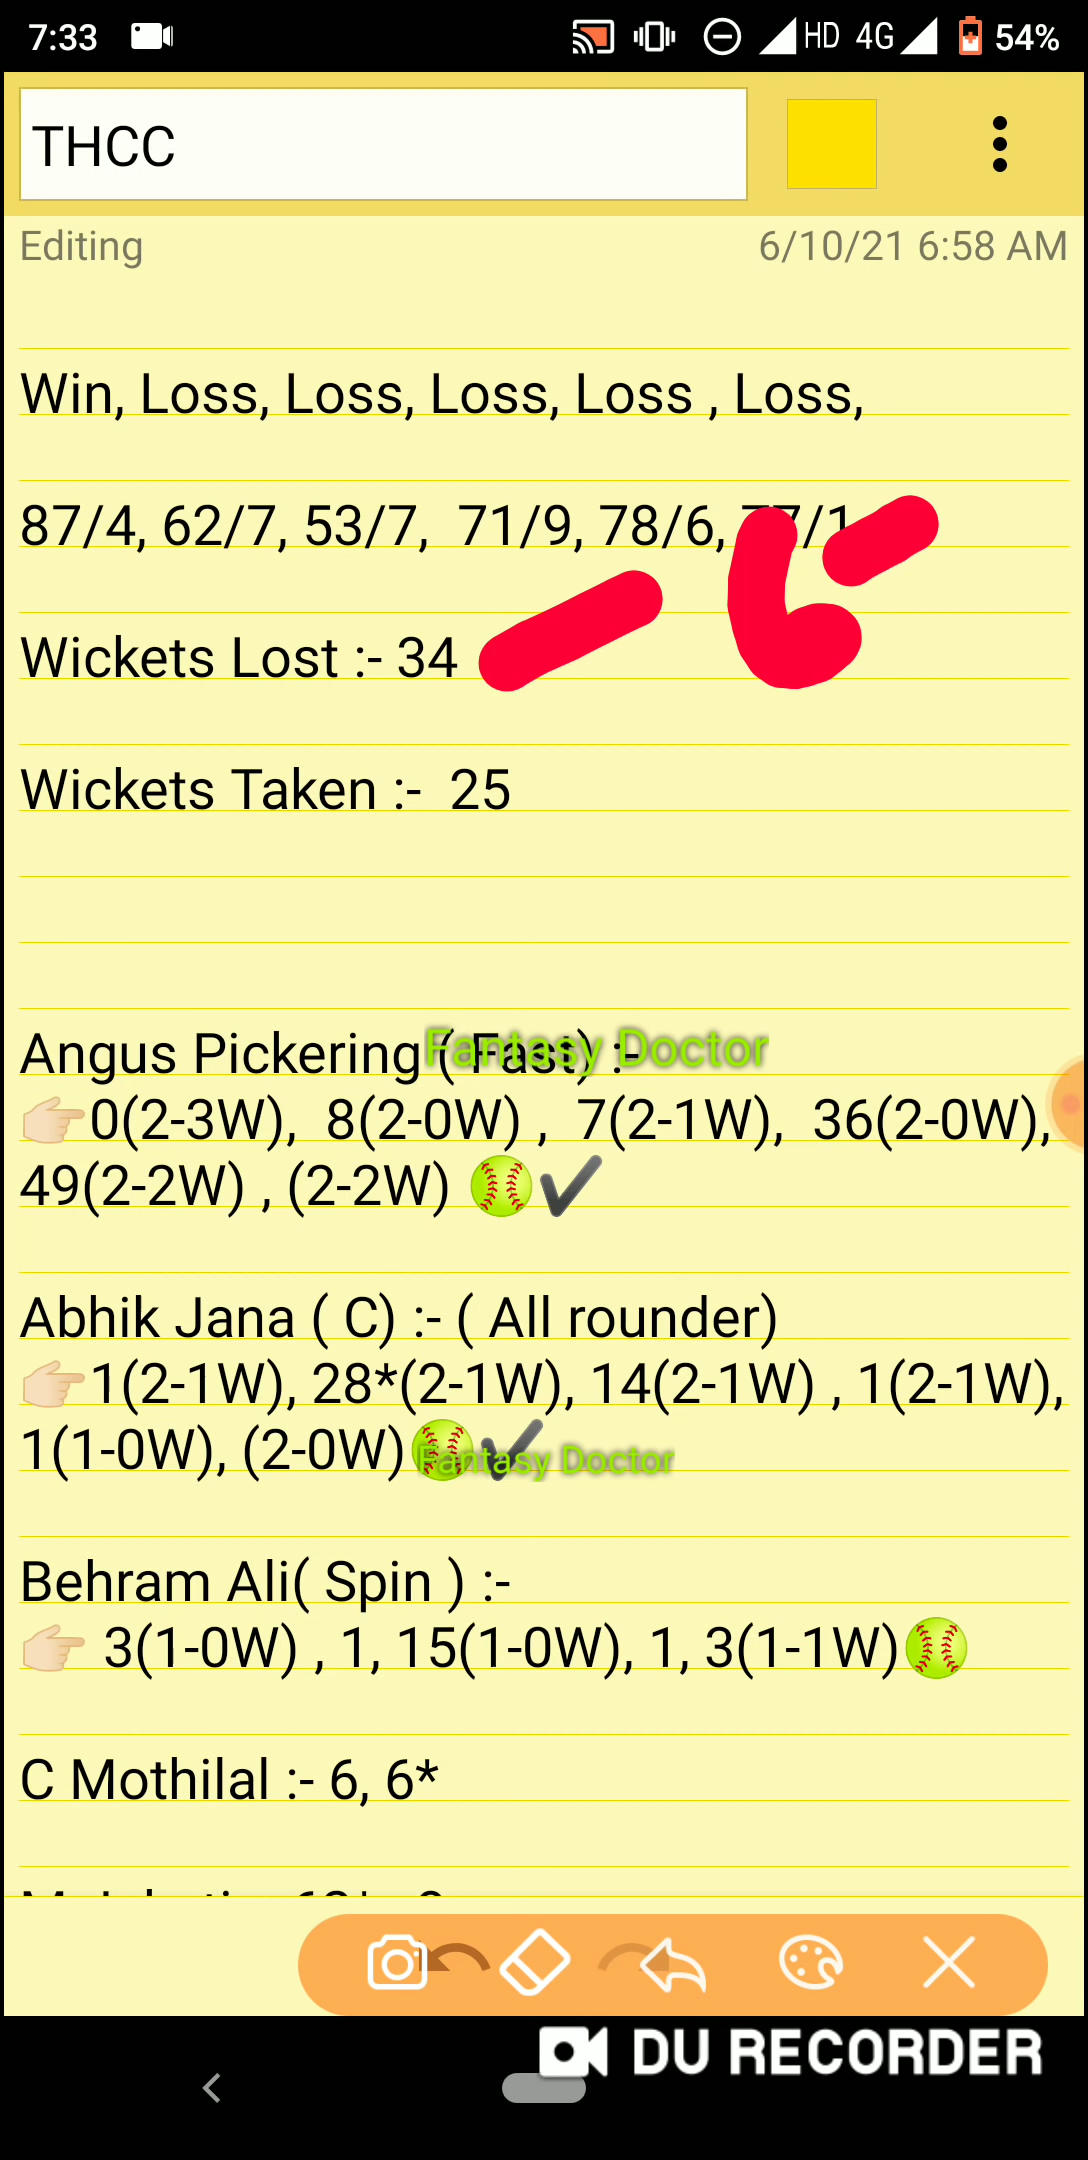 7:33 HD 4G 54%
THCC
Editing 6/10/21 6:58 AM
Win, Loss, Loss, Loss, Loss , Loss,
87/4, 62/7, 53/7, 71/9, 78/6, 77/1
Wickets Lost :- 34
Wickets Taken :- 25
Angus Pickering ( Fast) :-
Fantasy Doctor
👉🏻0(2-3W), 8(2-0W) , 7(2-1W), 36(2-0W),
49(2-2W) , (2-2W) 🥎✔
Abhik Jana ( C) :- ( All rounder)
👉🏻1(2-1W), 28*(2-1W), 14(2-1W) , 1(2-1W),
1(1-0W), (2-0W)🥎✔
Fantasy Doctor
Behram Ali( Spin ) :-
👉🏻 3(1-0W) , 1, 15(1-0W), 1, 3(1-1W)🥎
C Mothilal :- 6, 6*
DU RECORDER